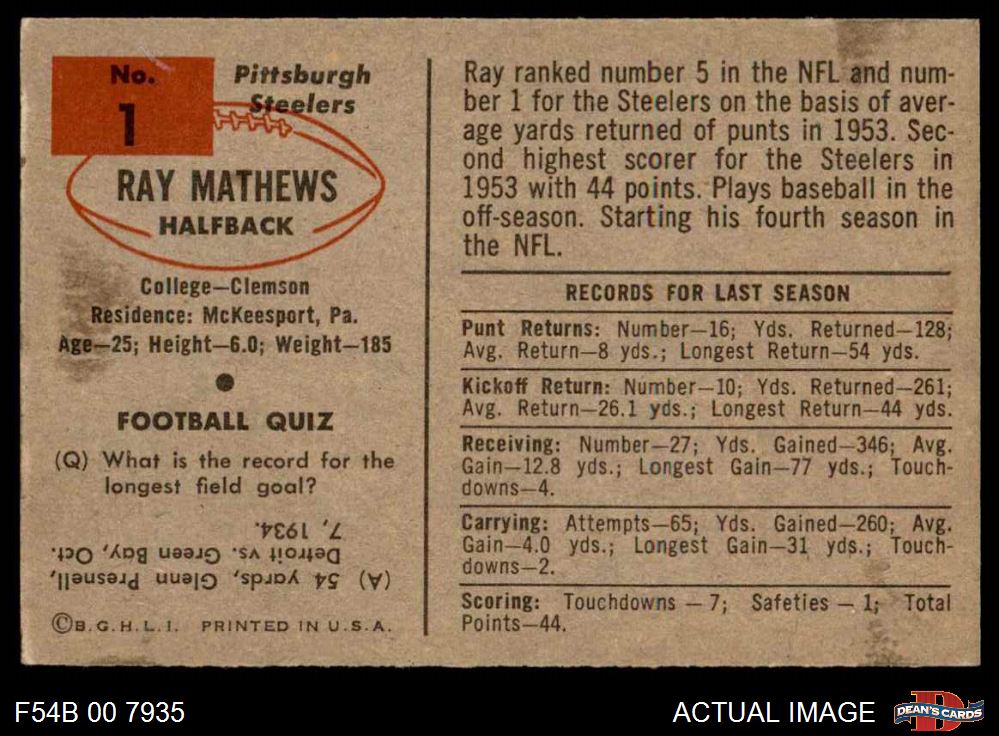 No.
1
Pittsburgh
Steelers
RAY MATHEWS
HALFBACK
College—Clemson
Residence: McKeesport, Pa.
Age—25; Height—6.0; Weight—185
FOOTBALL QUIZ
(Q) What is the record for the
longest field goal?
(A) 54 yards, Glenn Presnell,
Detroit vs. Green Bay, Oct.
7, 1934.
©B.G.H.L.I. PRINTED IN U.S.A.
Ray ranked number 5 in the NFL and num-
ber 1 for the Steelers on the basis of aver-
age yards returned of punts in 1953. Sec-
ond highest scorer for the Steelers in
1953 with 44 points. Plays baseball in the
off-season. Starting his fourth season in
the NFL.
RECORDS FOR LAST SEASON
Punt Returns: Number—16; Yds. Returned—128;
Avg. Return—8 yds.; Longest Return—54 yds.
Kickoff Return: Number—10; Yds. Returned—261;
Avg. Return—26.1 yds.; Longest Return—44 yds.
Receiving: Number—27; Yds. Gained—346; Avg.
Gain—12.8 yds.; Longest Gain—77 yds.; Touch-
downs—4.
Carrying: Attempts—65; Yds. Gained—260; Avg.
Gain—4.0 yds.; Longest Gain—31 yds.; Touch-
downs—2.
Scoring: Touchdowns — 7; Safeties — 1; Total
Points—44.
F54B 00 7935
ACTUAL IMAGE
DEAN'S CARDS